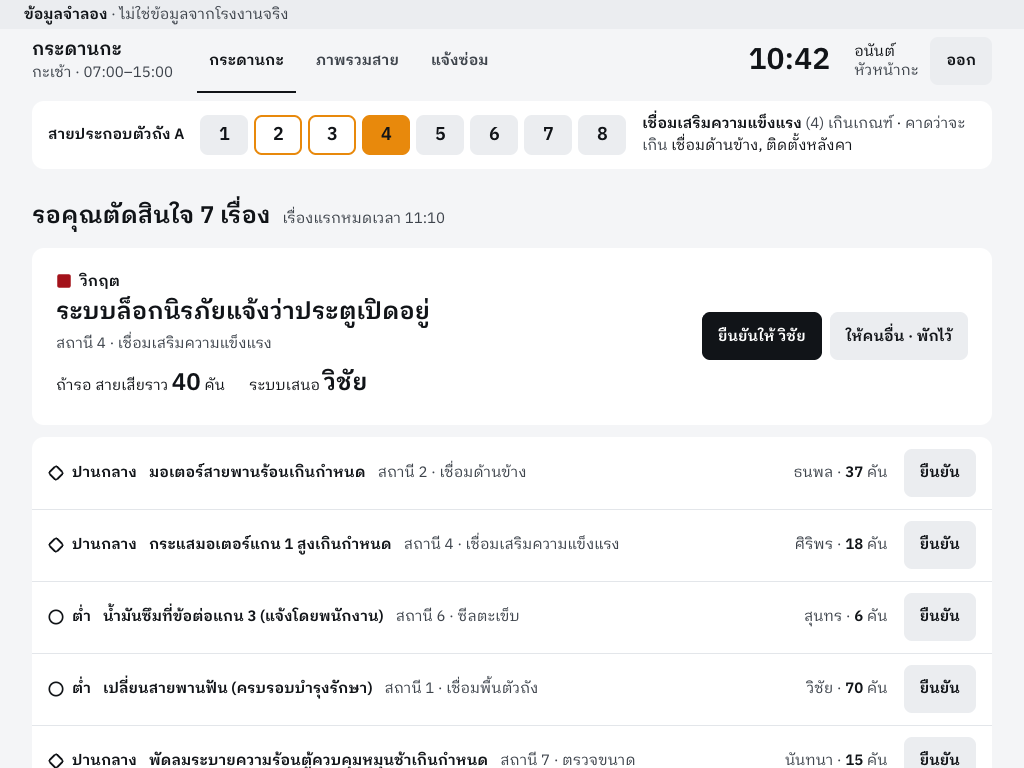 ข้อมูลจำลอง · ไม่ใช่ข้อมูลจากโรงงานจริง
กระดานกะ
กะเช้า · 07:00–15:00
กระดานกะ
ภาพรวมสาย
แจ้งซ่อม
10:42
อนันต์
หัวหน้ากะ
ออก
สายประกอบตัวถัง A
1 2 3 4 5 6 7 8
เชื่อมเสริมความแข็งแรง (4) เกินเกณฑ์ · คาดว่าจะ
เกิน เชื่อมด้านข้าง, ติดตั้งหลังคา
รอคุณตัดสินใจ 7 เรื่อง เรื่องแรกหมดเวลา 11:10
วิกฤต
ระบบล็อกนิรภัยแจ้งว่าประตูเปิดอยู่
สถานี 4 · เชื่อมเสริมความแข็งแรง
ถ้ารอ สายเสียราว 40 คัน ระบบเสนอ วิชัย
ยืนยันให้ วิชัย
ให้คนอื่น · พักไว้
ปานกลาง มอเตอร์สายพานร้อนเกินกำหนด สถานี 2 · เชื่อมด้านข้าง ธนพล · 37 คัน ยืนยัน
ปานกลาง กระแสมอเตอร์แกน 1 สูงเกินกำหนด สถานี 4 · เชื่อมเสริมความแข็งแรง ศิริพร · 18 คัน ยืนยัน
ต่ำ น้ำมันซึมที่ข้อต่อแกน 3 (แจ้งโดยพนักงาน) สถานี 6 · ซีลตะเข็บ สุนทร · 6 คัน ยืนยัน
ต่ำ เปลี่ยนสายพานฟัน (ครบรอบบำรุงรักษา) สถานี 1 · เชื่อมพื้นตัวถัง วิชัย · 70 คัน ยืนยัน
ปานกลาง พัดลมระบายความร้อนตู้ควบคุมหมุนช้าเกินกำหนด สถานี 7 · ตรวจขนาด นันทนา · 15 คัน ยืนยัน